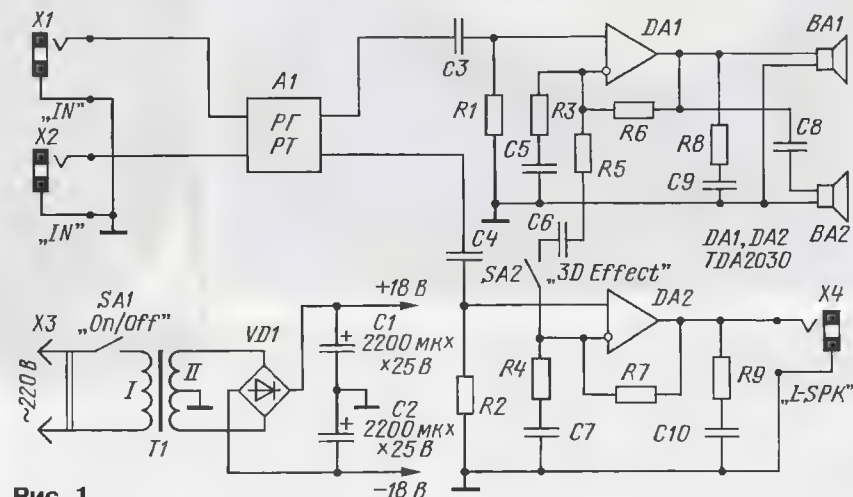 X1
„IN"
X2
„IN"
A1
РГ
РТ
C3
R1
R3
C5
DA1
R6
R5
R8
C9
C8
BA1
BA2
DA1, DA2
TDA2030
C6
C4
SA2
„3D Effect"
DA2
X4
R4
R7
R9
R2
C7
C10
„L-SPK"
SA1
„On/Off"
X3
~220 В
I
II
T1
VD1
+18 В
C1
2200 мк×
×25 В
C2
2200 мк×
×25 В
−18 В
Рис. 1